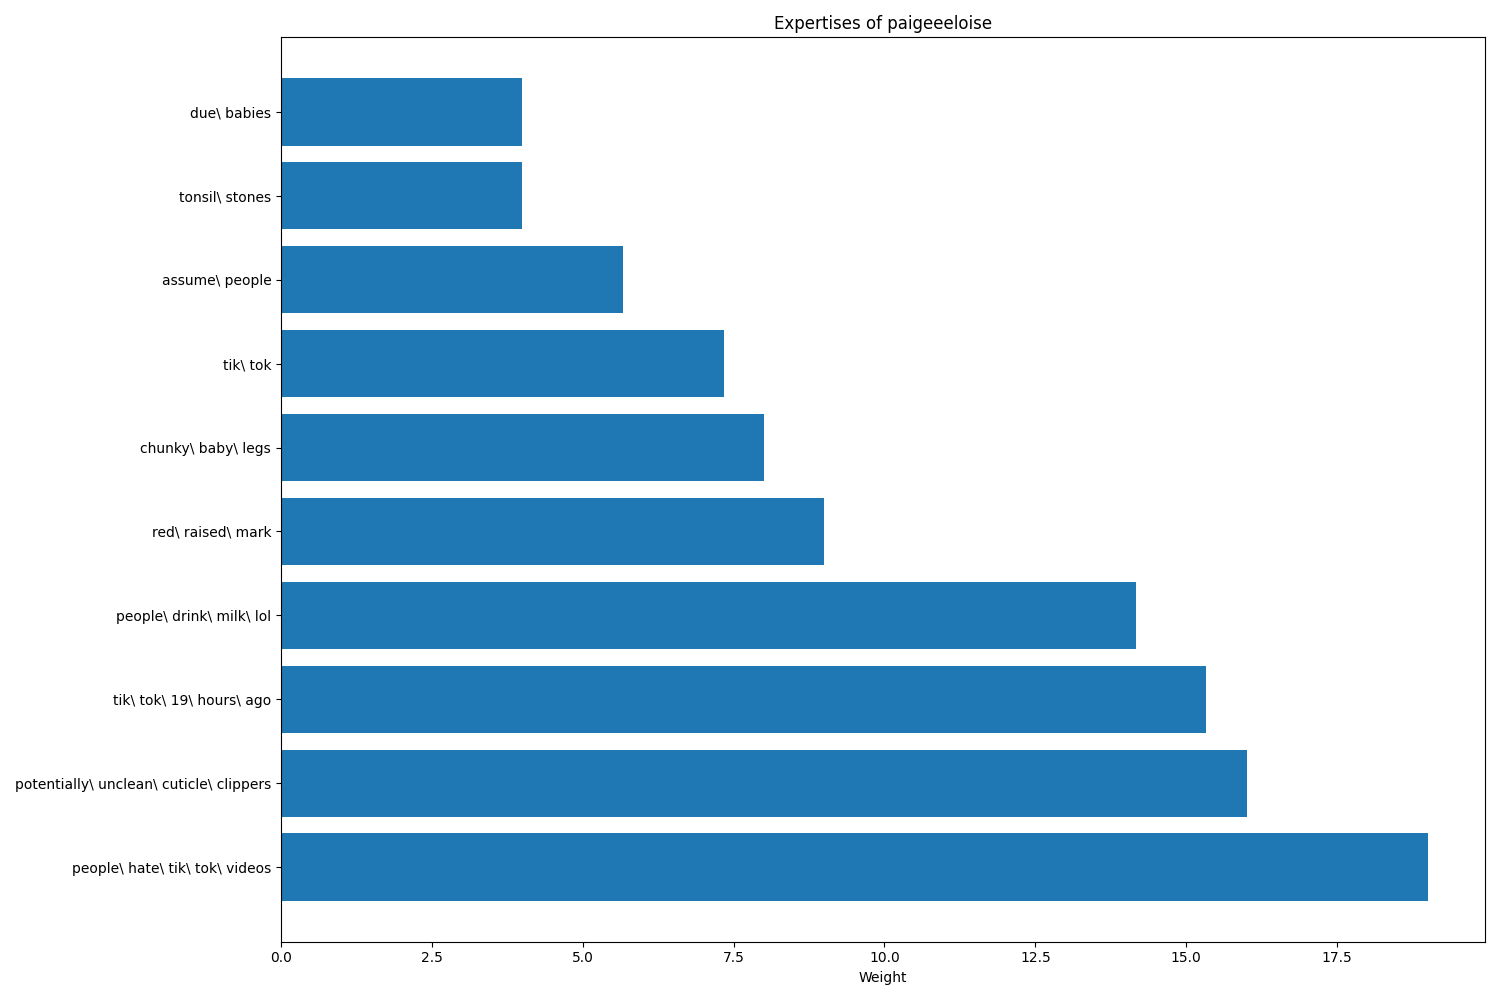 Expertises of paigeeeloise
due\ babies
tonsil\ stones
assume\ people
tik\ tok
chunky\ baby\ legs
red\ raised\ mark
people\ drink\ milk\ lol
tik\ tok\ 19\ hours\ ago
potentially\ unclean\ cuticle\ clippers
people\ hate\ tik\ tok\ videos
0.0 2.5 5.0 7.5 10.0 12.5 15.0 17.5
Weight